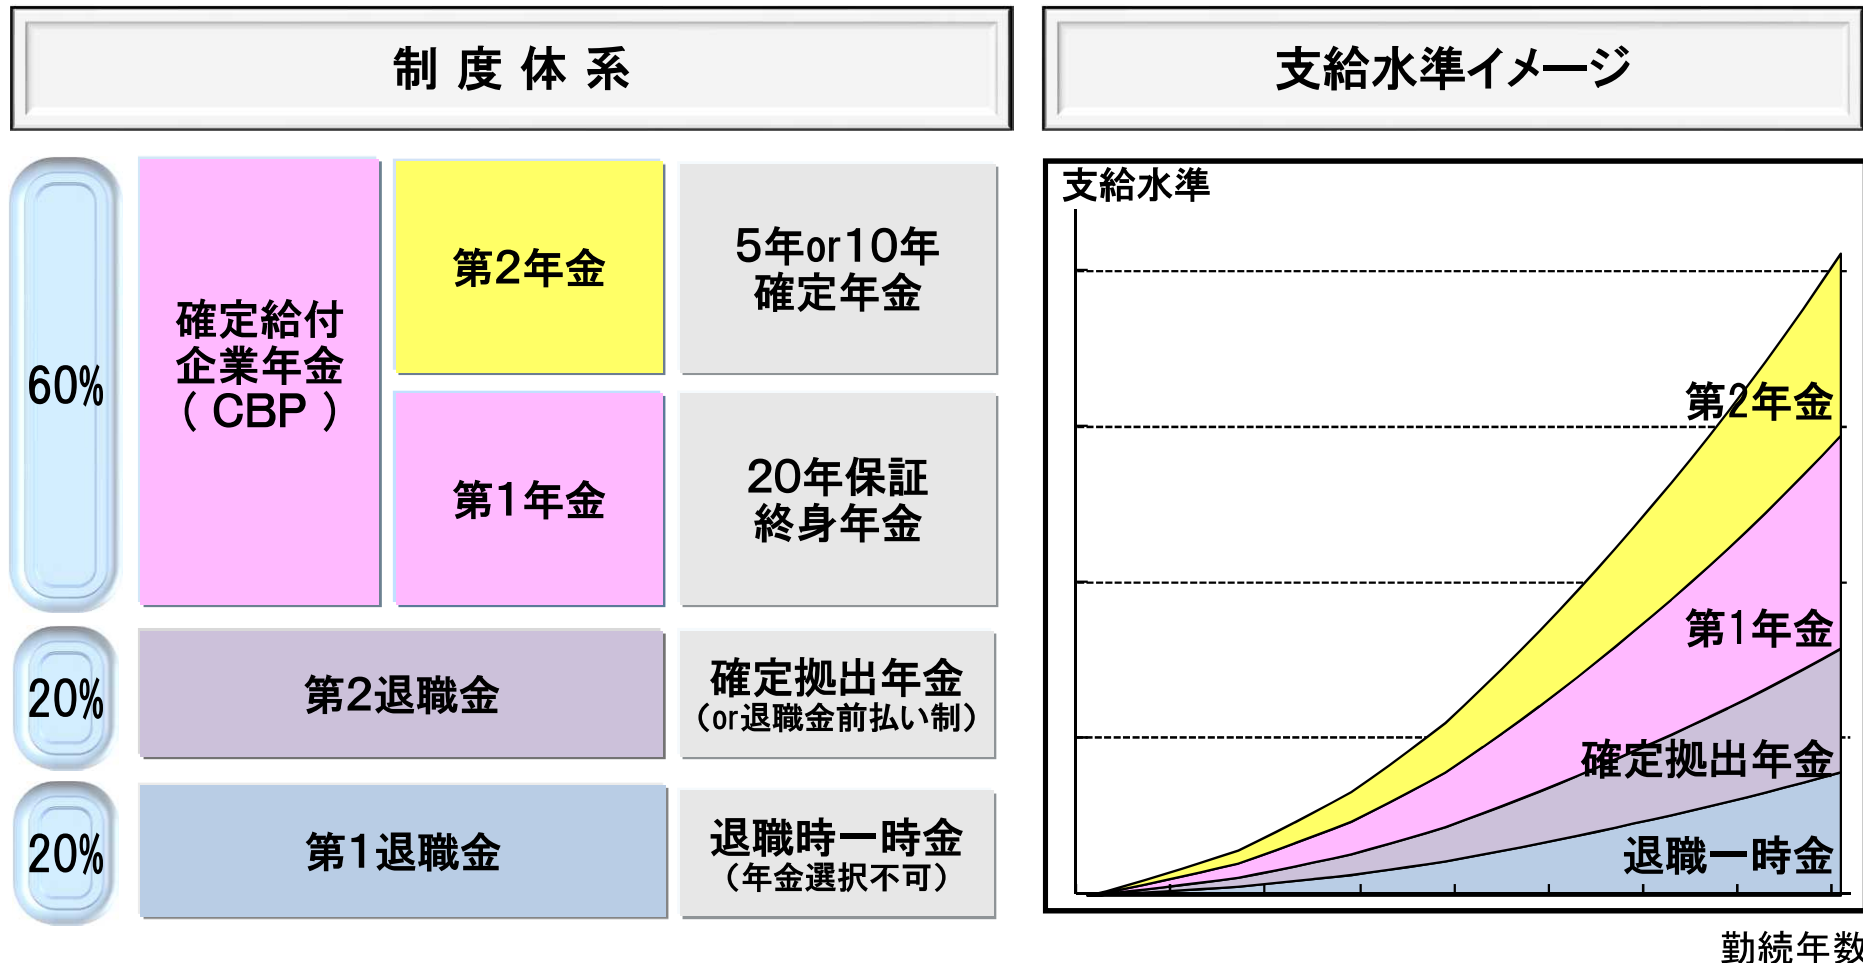 制度体系
支給水準イメージ
60%
確定給付
企業年金
（CBP）
第2年金
5年or10年
確定年金
第1年金
20年保証
終身年金
20%
第2退職金
確定拠出年金
（or退職金前払い制）
20%
第1退職金
退職時一時金
（年金選択不可）
支給水準
第2年金
第1年金
確定拠出年金
退職一時金
勤続年数